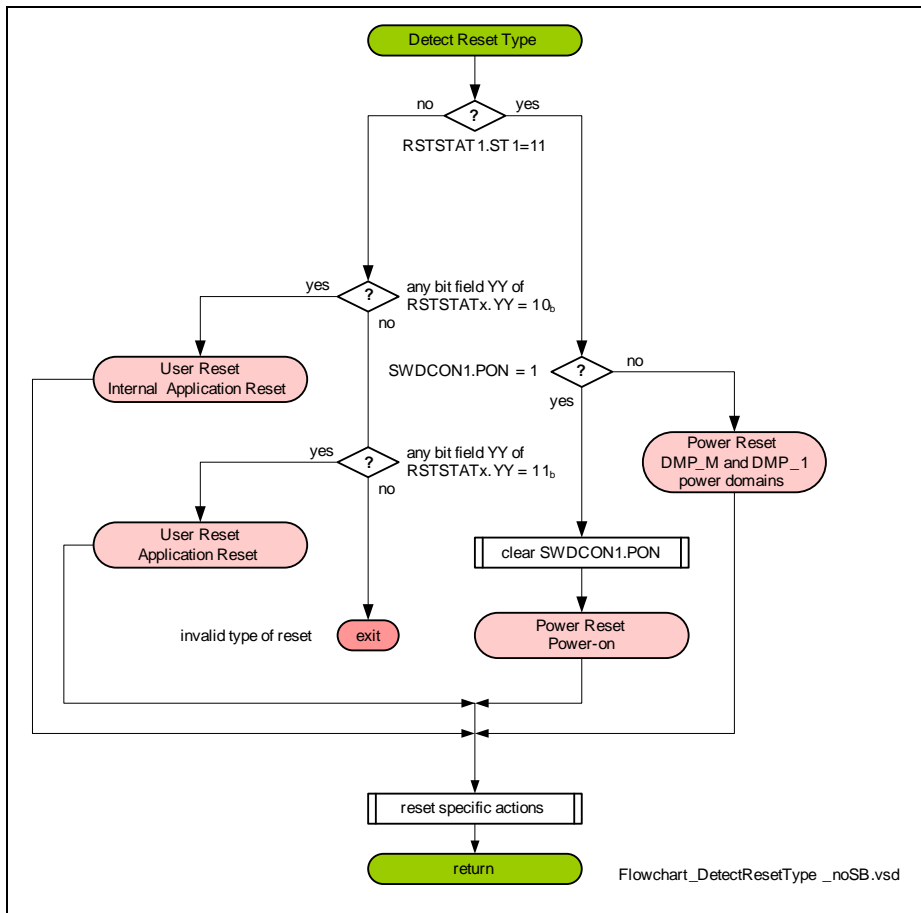 Detect Reset Type
no
?
yes
RSTSTAT1.ST1=11
yes
?
any bit field YY of
RSTSTATx.YY = 10b
no
User Reset
Internal Application Reset
SWDCON1.PON = 1
?
no
yes
yes
?
any bit field YY of
RSTSTATx.YY = 11b
no
Power Reset
DMP_M and DMP_1
power domains
User Reset
Application Reset
clear SWDCON1.PON
invalid type of reset
exit
Power Reset
Power-on
reset specific actions
return
Flowchart_DetectResetType _noSB.vsd